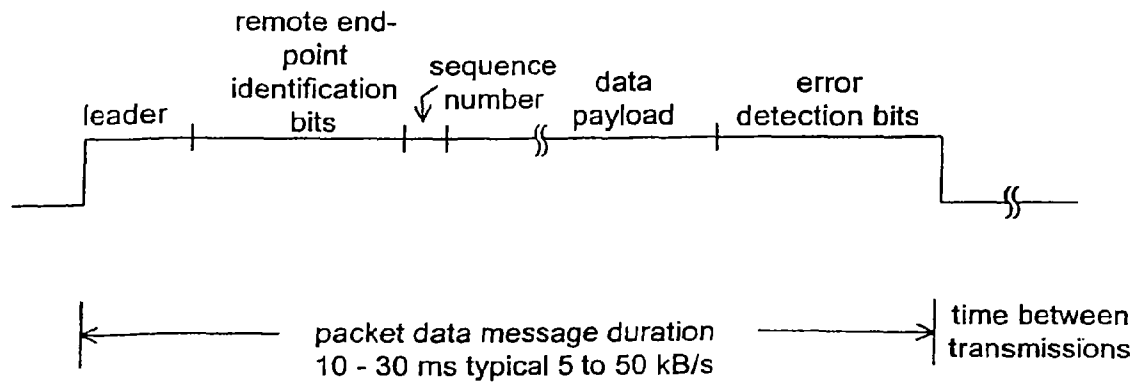 remote end-
point
identification
bits
sequence
number
data
payload
error
detection bits
leader
packet data message duration
10 - 30 ms typical 5 to 50 kB/s
time between
transmissions